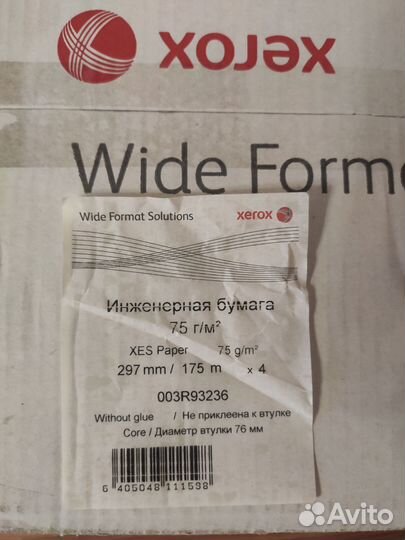 xerox
Wide Form
Wide Format Solutions xerox
Инженерная бумага
75 г/м²
XES Paper 75 g/m²
297 mm / 175 m x 4
003R93236
Without glue / Не приклеена к втулке
Core / Диаметр втулки 76 мм
6 405048 111598
Avito